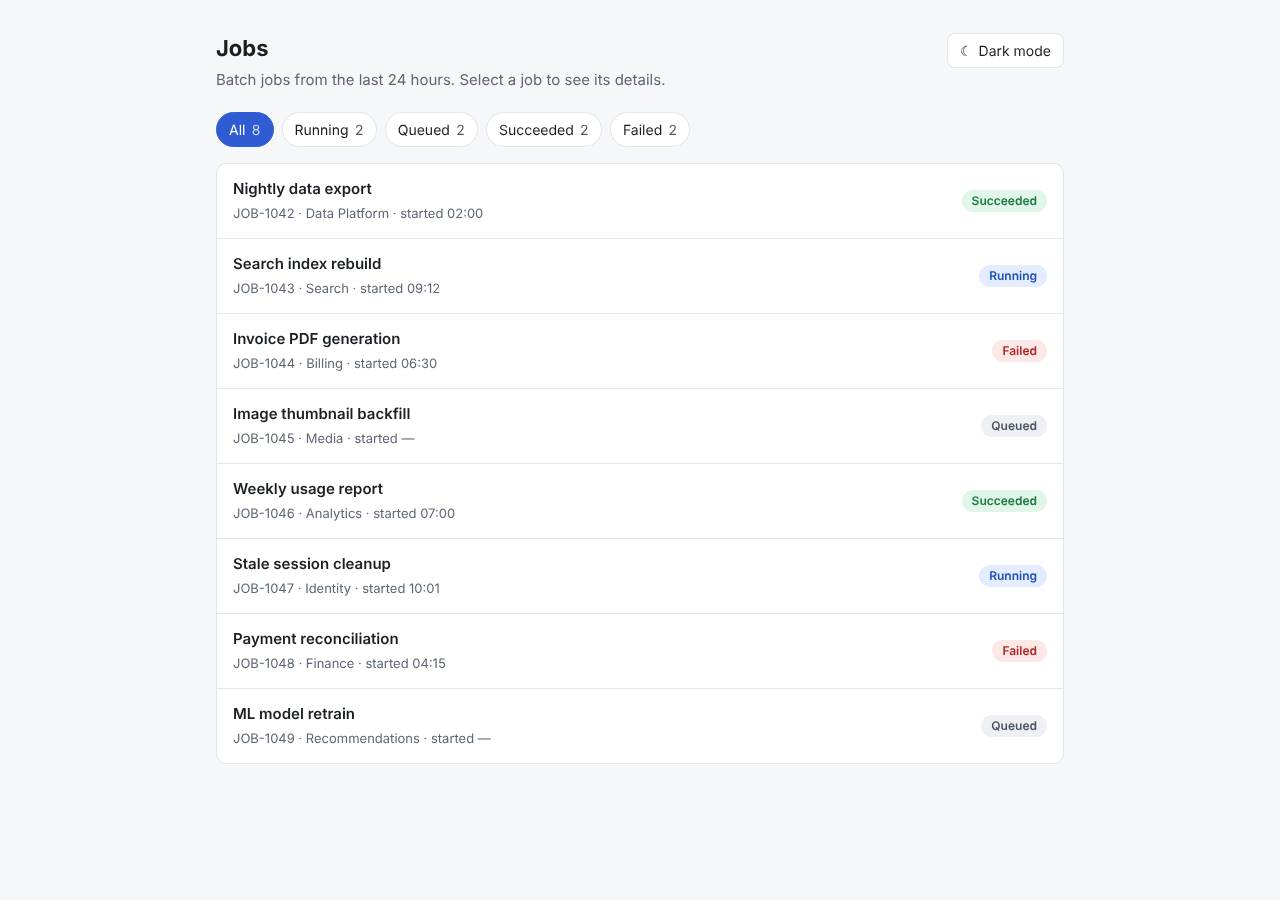 Jobs
☾ Dark mode
Batch jobs from the last 24 hours. Select a job to see its details.
All 8 Running 2 Queued 2 Succeeded 2 Failed 2
Nightly data export
JOB-1042 · Data Platform · started 02:00
Succeeded
Search index rebuild
JOB-1043 · Search · started 09:12
Running
Invoice PDF generation
JOB-1044 · Billing · started 06:30
Failed
Image thumbnail backfill
JOB-1045 · Media · started —
Queued
Weekly usage report
JOB-1046 · Analytics · started 07:00
Succeeded
Stale session cleanup
JOB-1047 · Identity · started 10:01
Running
Payment reconciliation
JOB-1048 · Finance · started 04:15
Failed
ML model retrain
JOB-1049 · Recommendations · started —
Queued